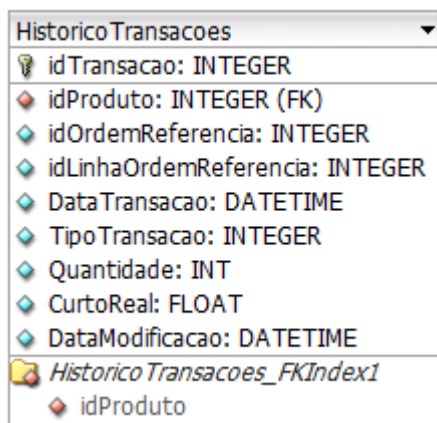 HistoricoTransacoes
idTransacao: INTEGER
idProduto: INTEGER (FK)
idOrdemReferencia: INTEGER
idLinhaOrdemReferencia: INTEGER
DataTransacao: DATETIME
TipoTransacao: INTEGER
Quantidade: INT
CurtoReal: FLOAT
DataModificacao: DATETIME
HistoricoTransacoes_FKIndex1
idProduto